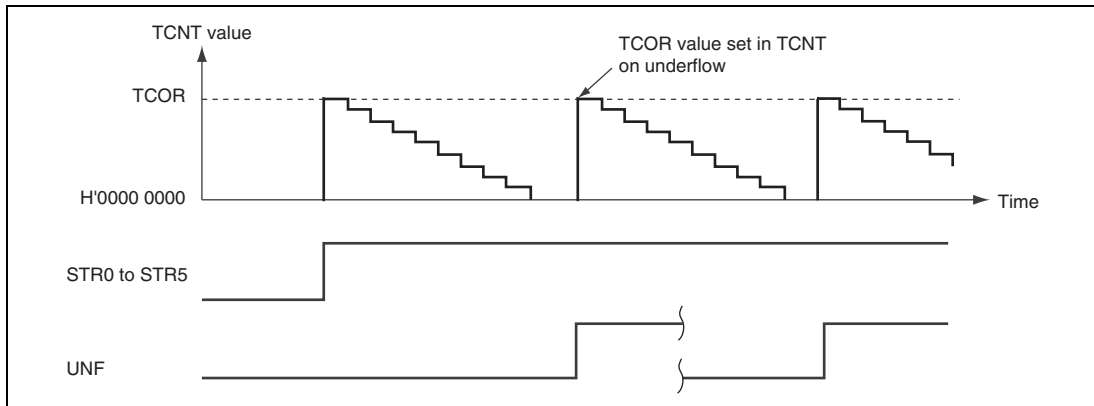 TCNT value
TCOR value set in TCNT
on underflow
TCOR
H'0000 0000
Time
STR0 to STR5
UNF